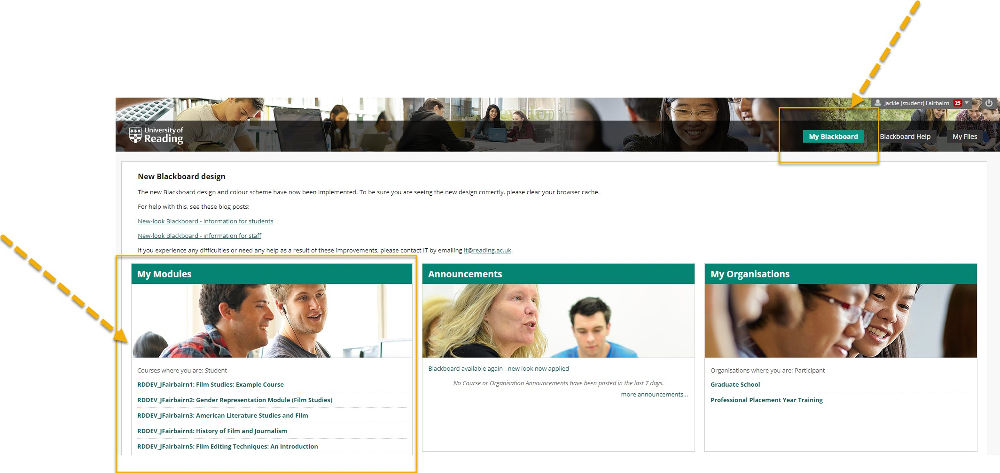 Jackie (student) Fairbairn 25
University of
Reading
My Blackboard
Blackboard Help
My Files
New Blackboard design
The new Blackboard design and colour scheme have now been implemented. To be sure you are seeing the new design correctly, please clear your browser cache.
For help with this, see these blog posts:
New-look Blackboard - information for students
New-look Blackboard - information for staff
If you experience any difficulties or need any help as a result of these improvements, please contact IT by emailing it@reading.ac.uk.
My Modules
Courses where you are: Student
RDDEV_JFairbairn1: Film Studies: Example Course
RDDEV_JFairbairn2: Gender Representation Module (Film Studies)
RDDEV_JFairbairn3: American Literature Studies and Film
RDDEV_JFairbairn4: History of Film and Journalism
RDDEV_JFairbairn5: Film Editing Techniques: An Introduction
Announcements
Blackboard available again - new look now applied
No Course or Organisation Announcements have been posted in the last 7 days.
more announcements...
My Organisations
Organisations where you are: Participant
Graduate School
Professional Placement Year Training